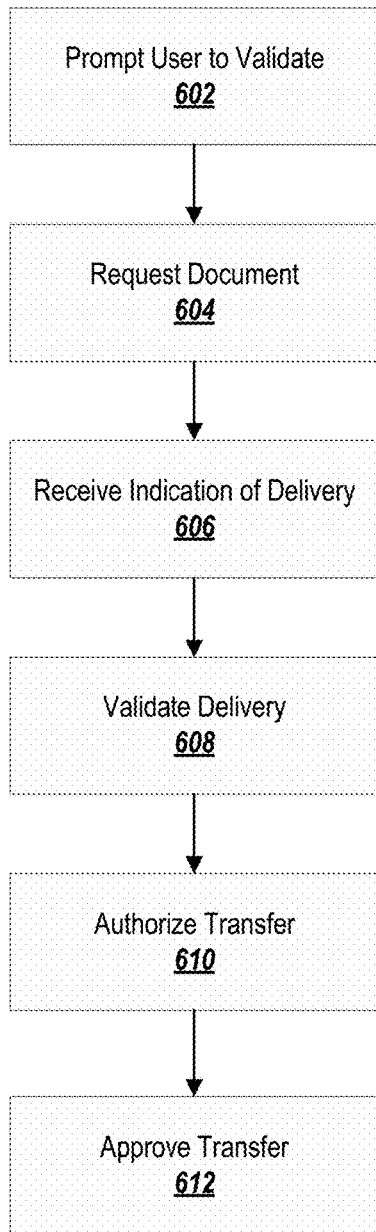 Prompt User to Validate
602
Request Document
604
Receive Indication of Delivery
606
Validate Delivery
608
Authorize Transfer
610
Approve Transfer
612